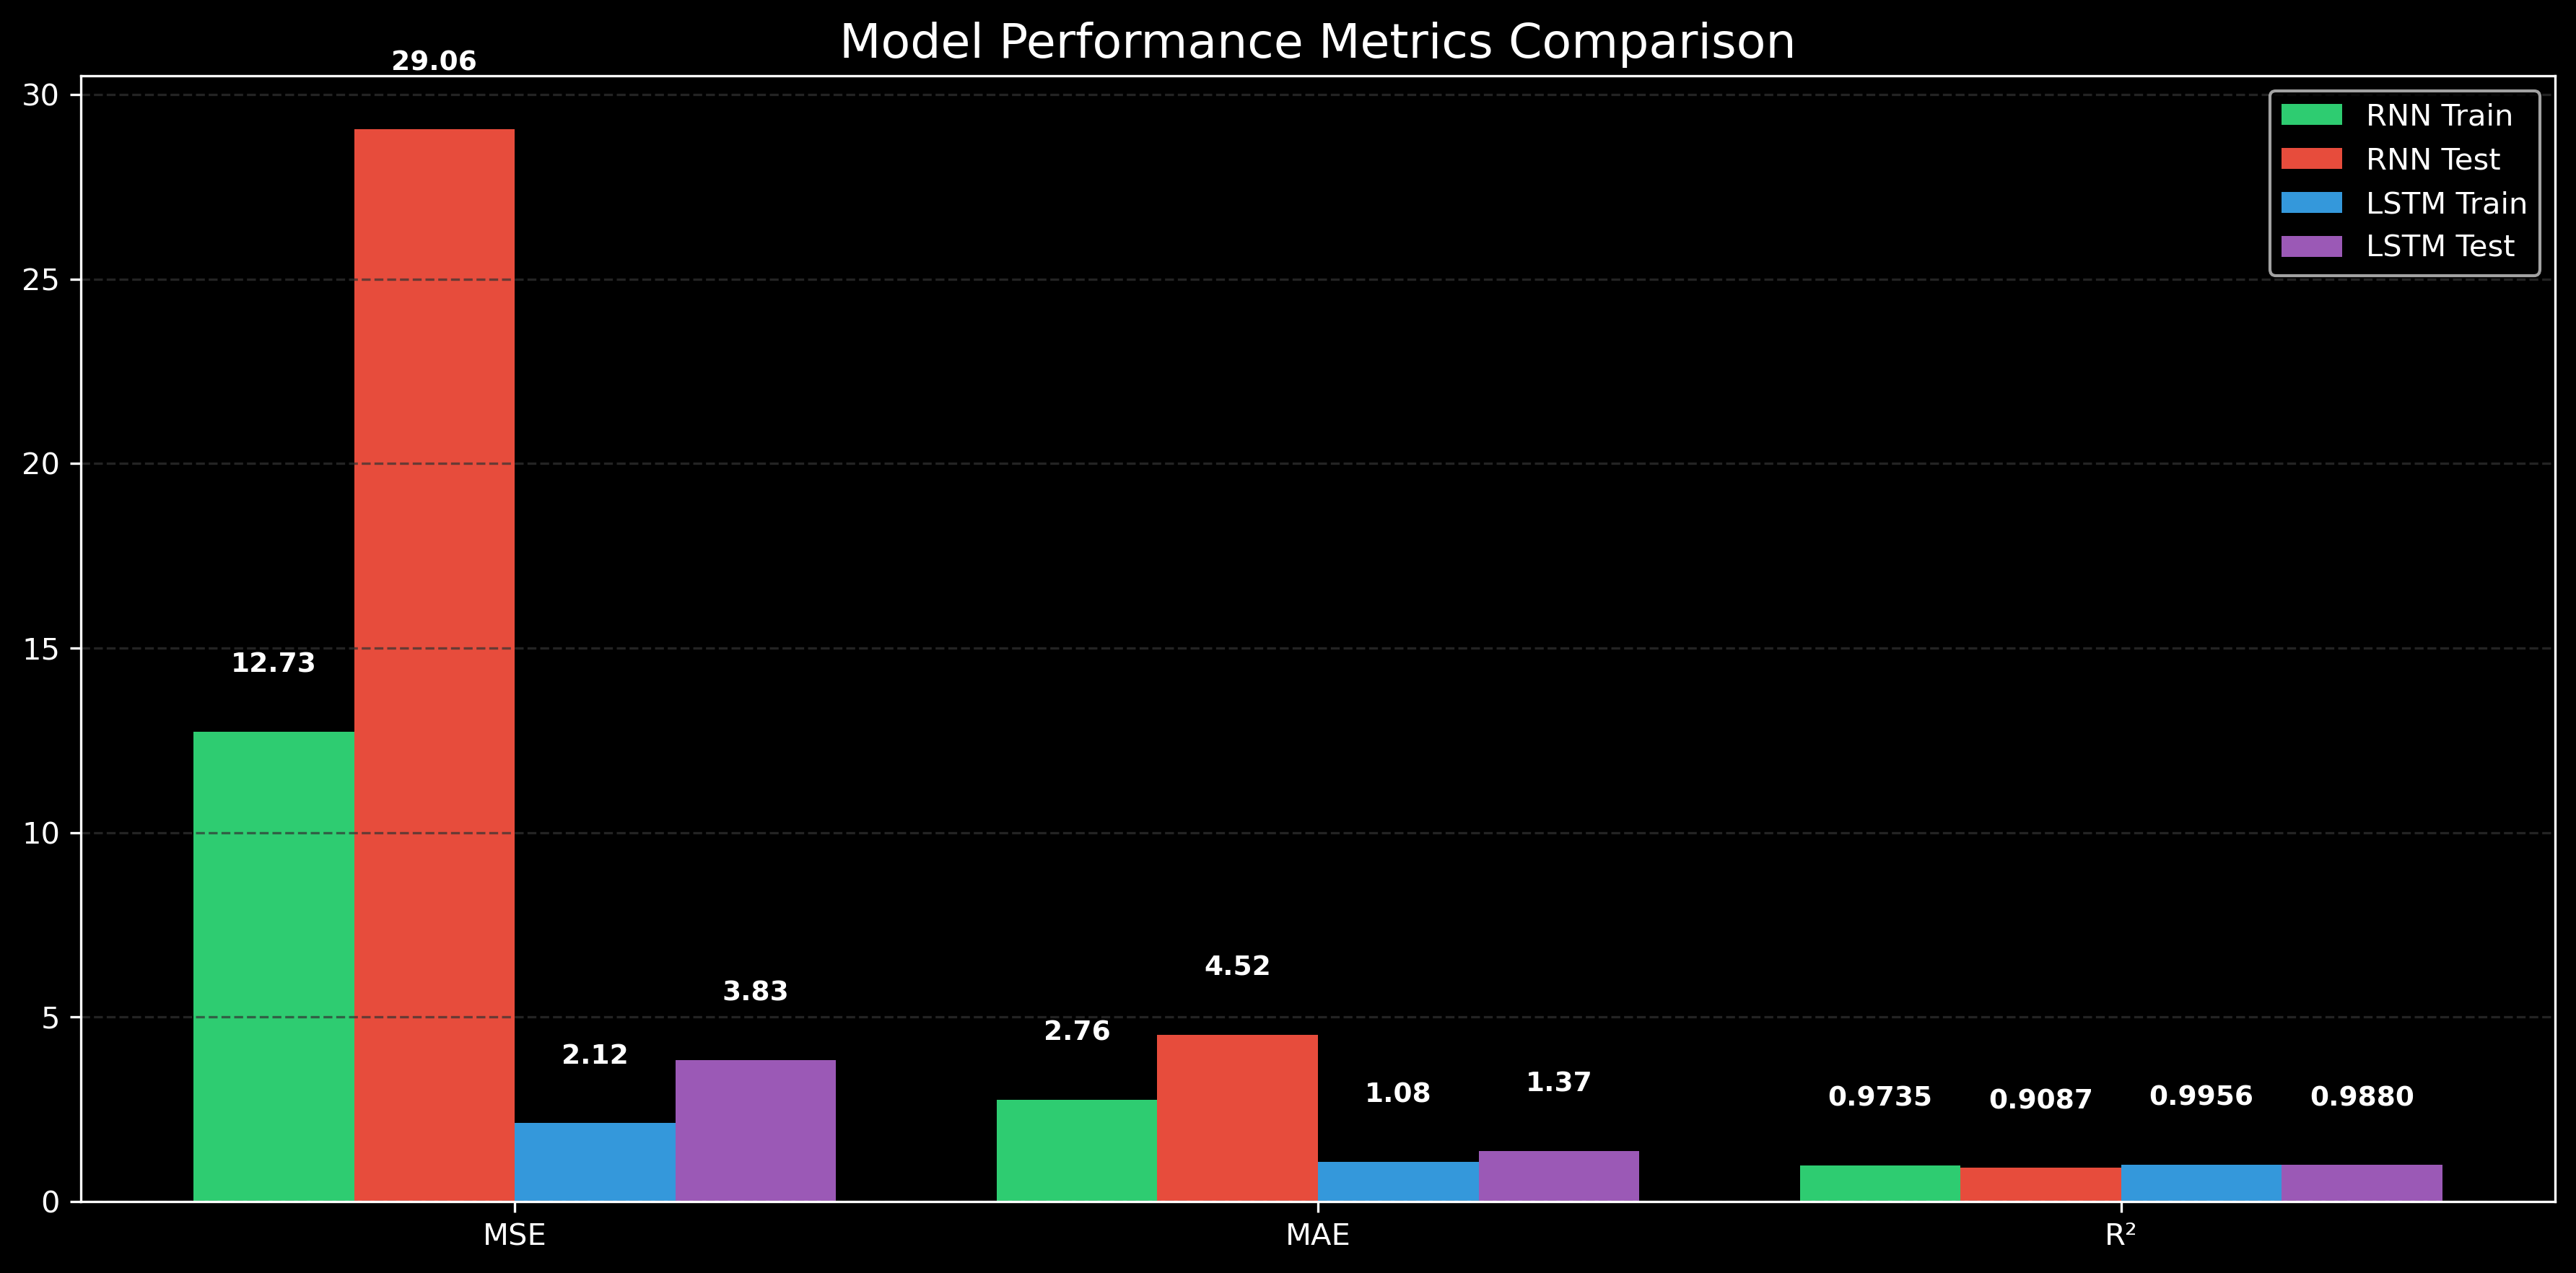 Model Performance Metrics Comparison
29.06
30
25
20
15
10
5
0
12.73
2.12
3.83
2.76
4.52
1.08
1.37
0.9735
0.9087
0.9956
0.9880
RNN Train
RNN Test
LSTM Train
LSTM Test
MSE
MAE
R²